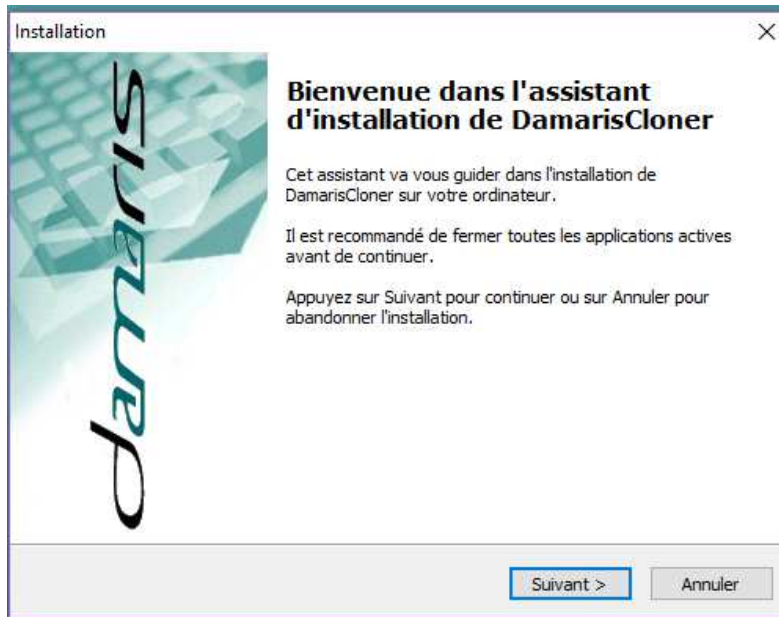 Installation
damaris
Bienvenue dans l'assistant
d'installation de DamarisCloner
Cet assistant va vous guider dans l'installation de
DamarisCloner sur votre ordinateur.
Il est recommandé de fermer toutes les applications actives
avant de continuer.
Appuyez sur Suivant pour continuer ou sur Annuler pour
abandonner l'installation.
Suivant >
Annuler